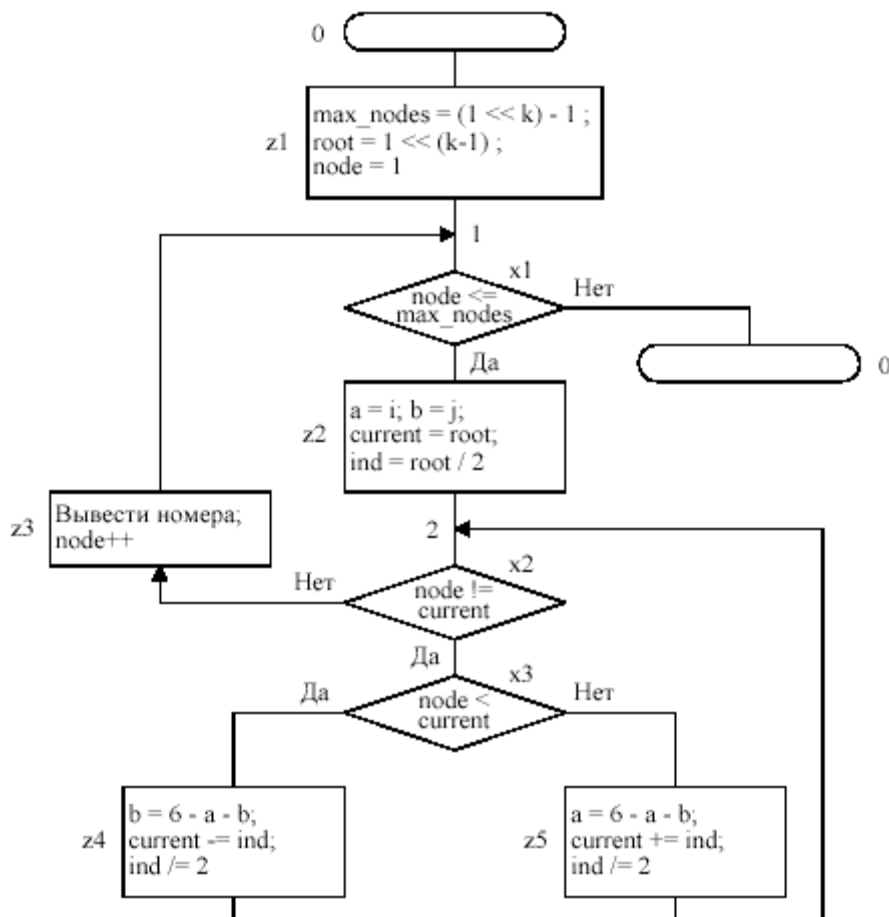 0
max_nodes = (1 << k) - 1 ;
z1
root = 1 << (k-1) ;
node = 1
1
x1
node <=
max_nodes
Нет
0
Да
a = i; b = j;
z2
current = root;
ind = root / 2
z3
Вывести номера;
node++
2
x2
Нет
node !=
current
Да
x3
Да
node <
current
Нет
z4
b = 6 - a - b;
current -= ind;
ind /= 2
z5
a = 6 - a - b;
current += ind;
ind /= 2